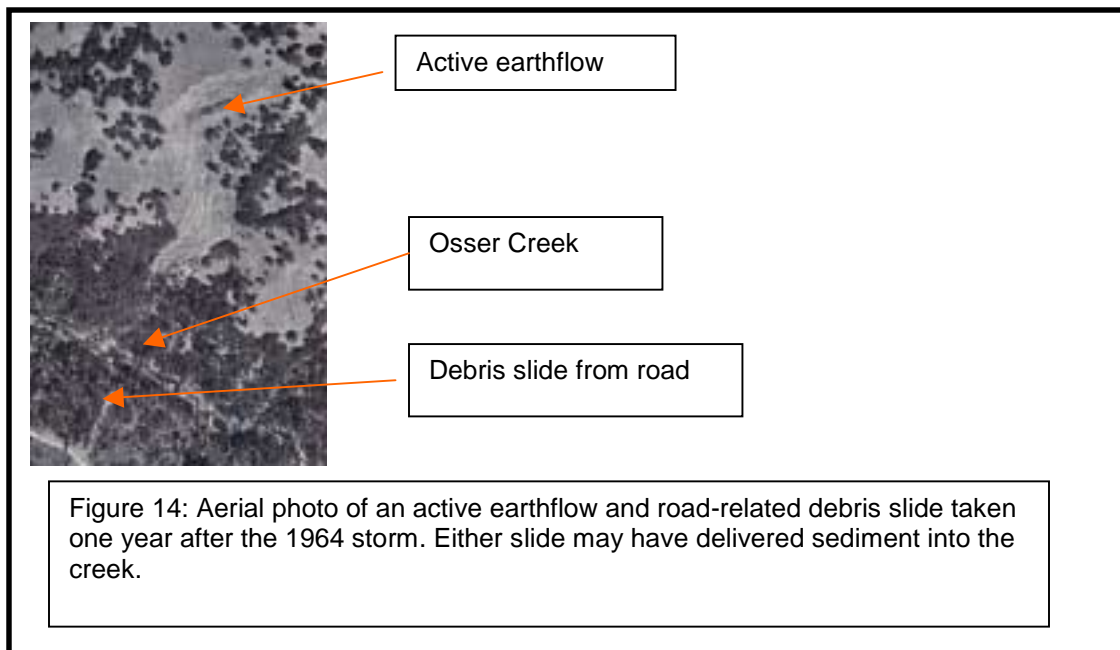 Active earthflow
Osser Creek
Debris slide from road
Figure 14: Aerial photo of an active earthflow and road-related debris slide taken
one year after the 1964 storm. Either slide may have delivered sediment into the
creek.